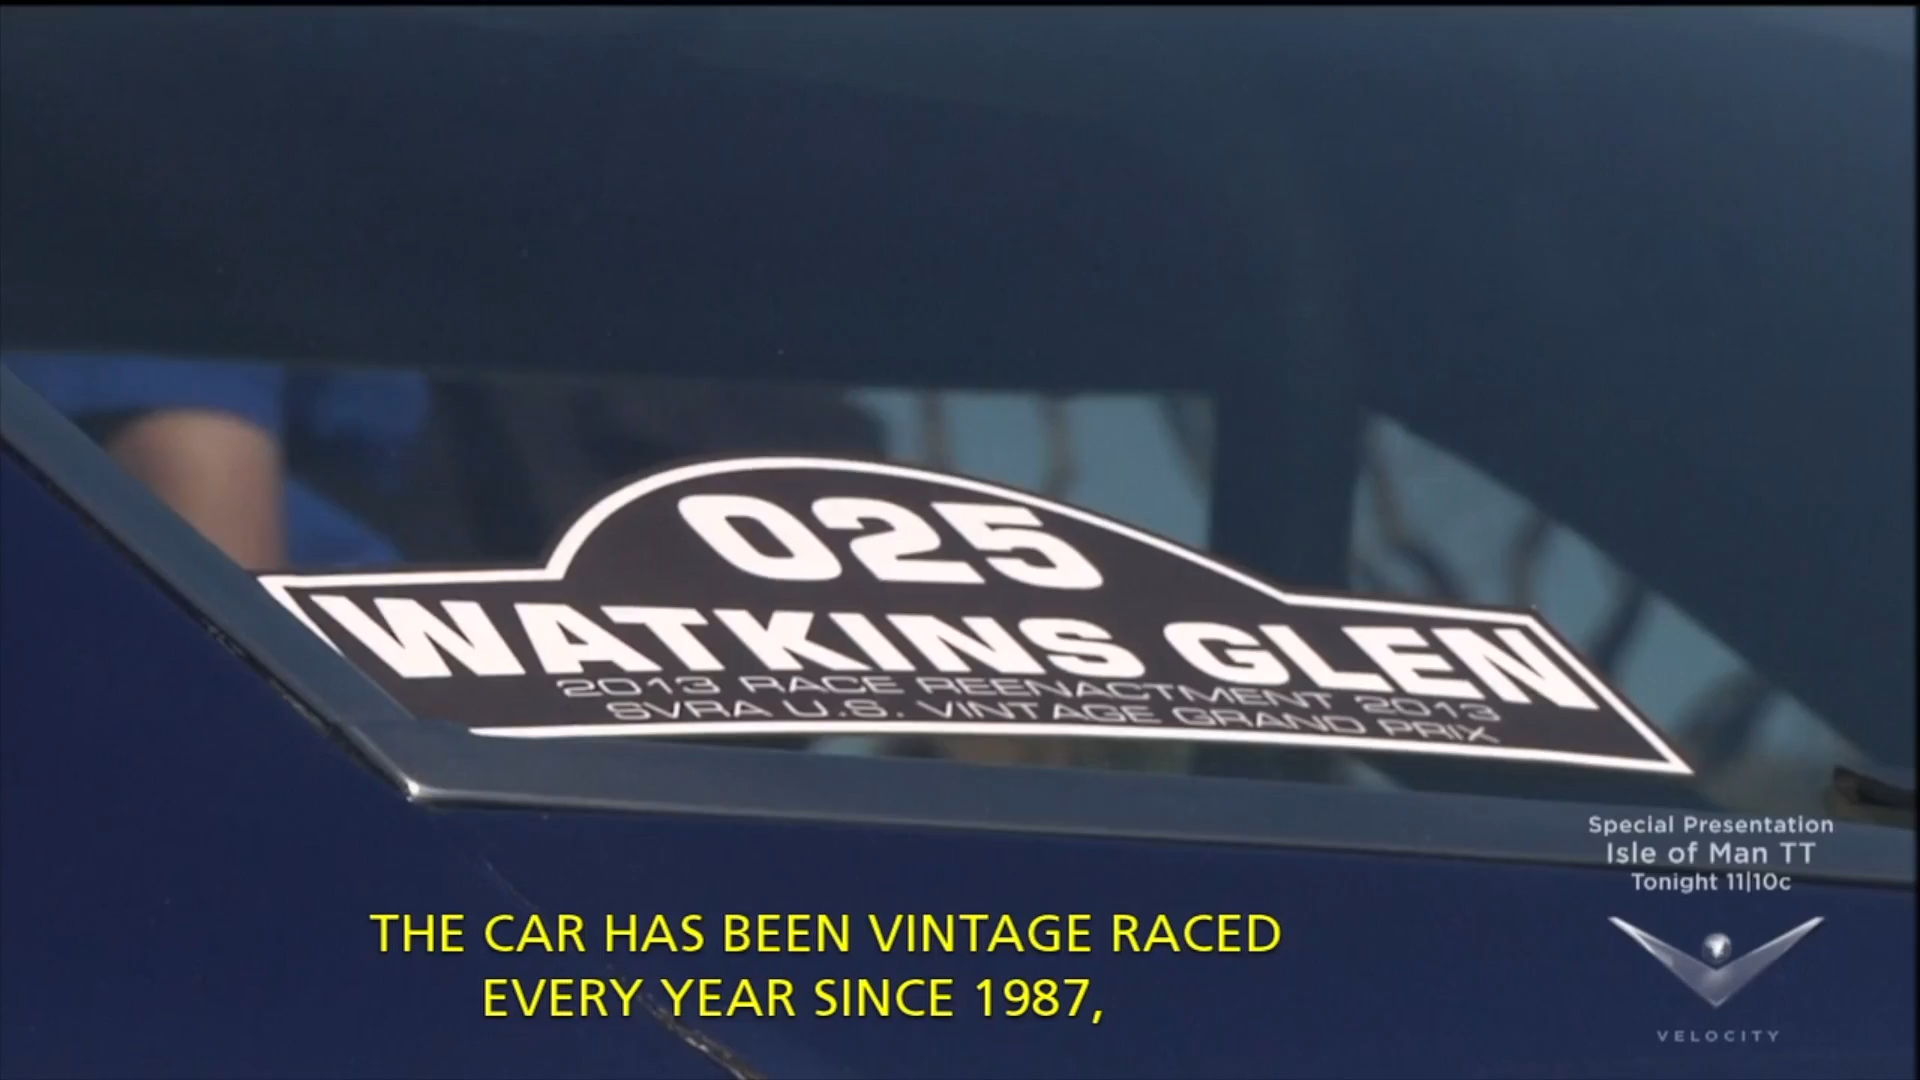 025
WATKINS GLEN
2013 RACE REENACTMENT 2013
SVRA U.S. VINTAGE GRAND PRIX
Special Presentation
Isle of Man TT
Tonight 11|10c
THE CAR HAS BEEN VINTAGE RACED
EVERY YEAR SINCE 1987,
VELOCITY